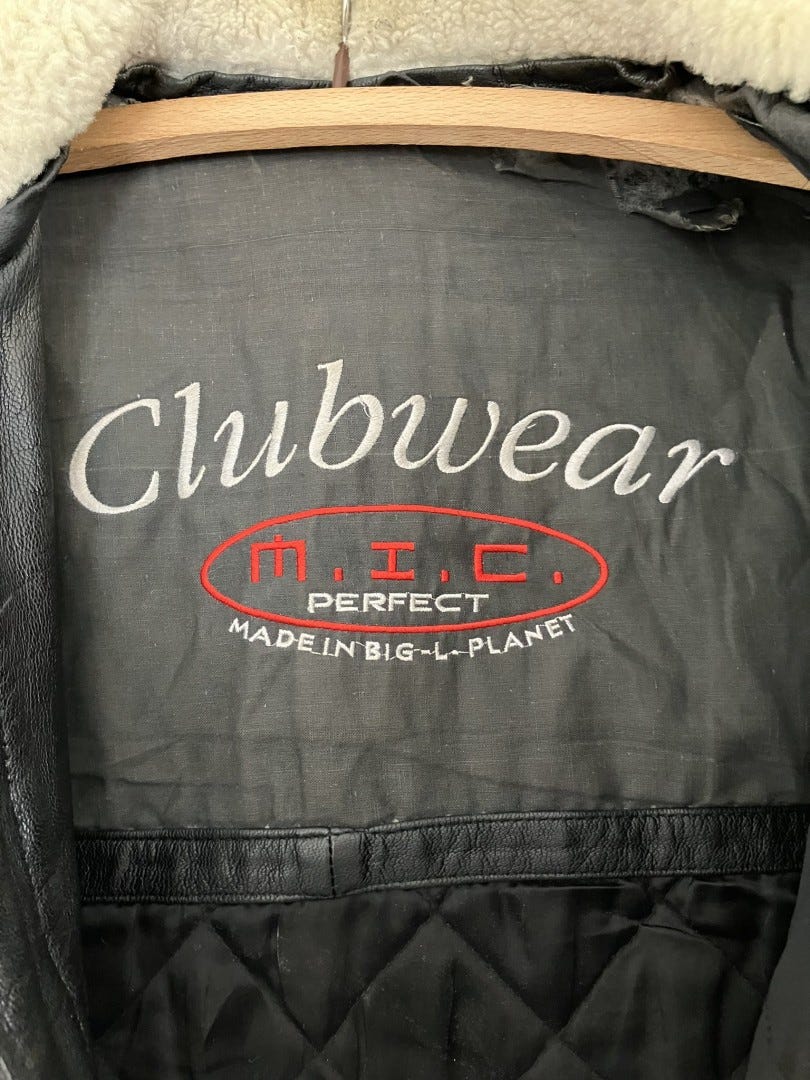 Clubwear
M.I.C.
PERFECT
MADE IN BIG-L-PLANET